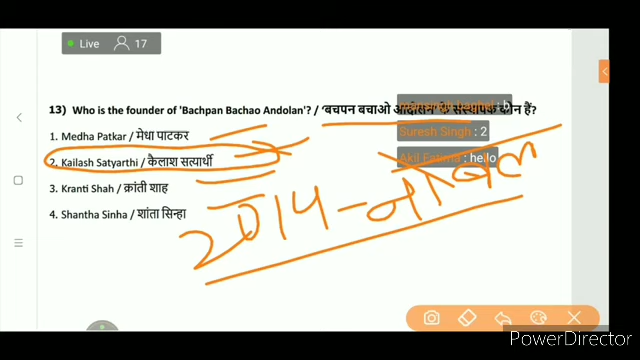 Live 17
13) Who is the founder of 'Bachpan Bachao Andolan'? / 'बचपन बचाओ आंदोलन' के संस्थापक कौन हैं?
1. Medha Patkar / मेधा पाटकर
Suresh Singh : 2
2. Kailash Satyarthi / कैलाश सत्यार्थी
Akil Fatma : hello
3. Kranti Shah / क्रांती शाह
4. Shantha Sinha / शांता सिन्हा
2014 - नोबेल
PowerDirector